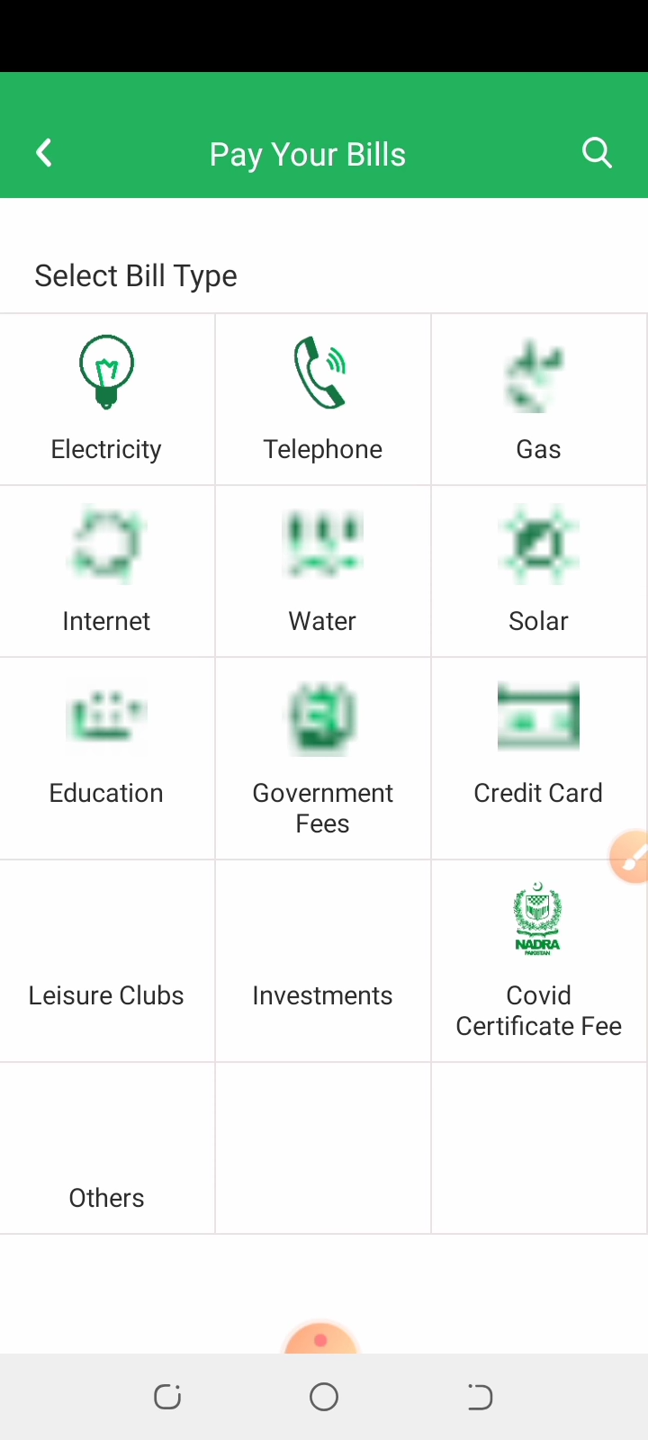 Pay Your Bills
Select Bill Type
Electricity
Telephone
Gas
Internet
Water
Solar
Education
Government
Fees
Credit Card
NADRA
PAKISTAN
Leisure Clubs
Investments
Covid
Certificate Fee
Others